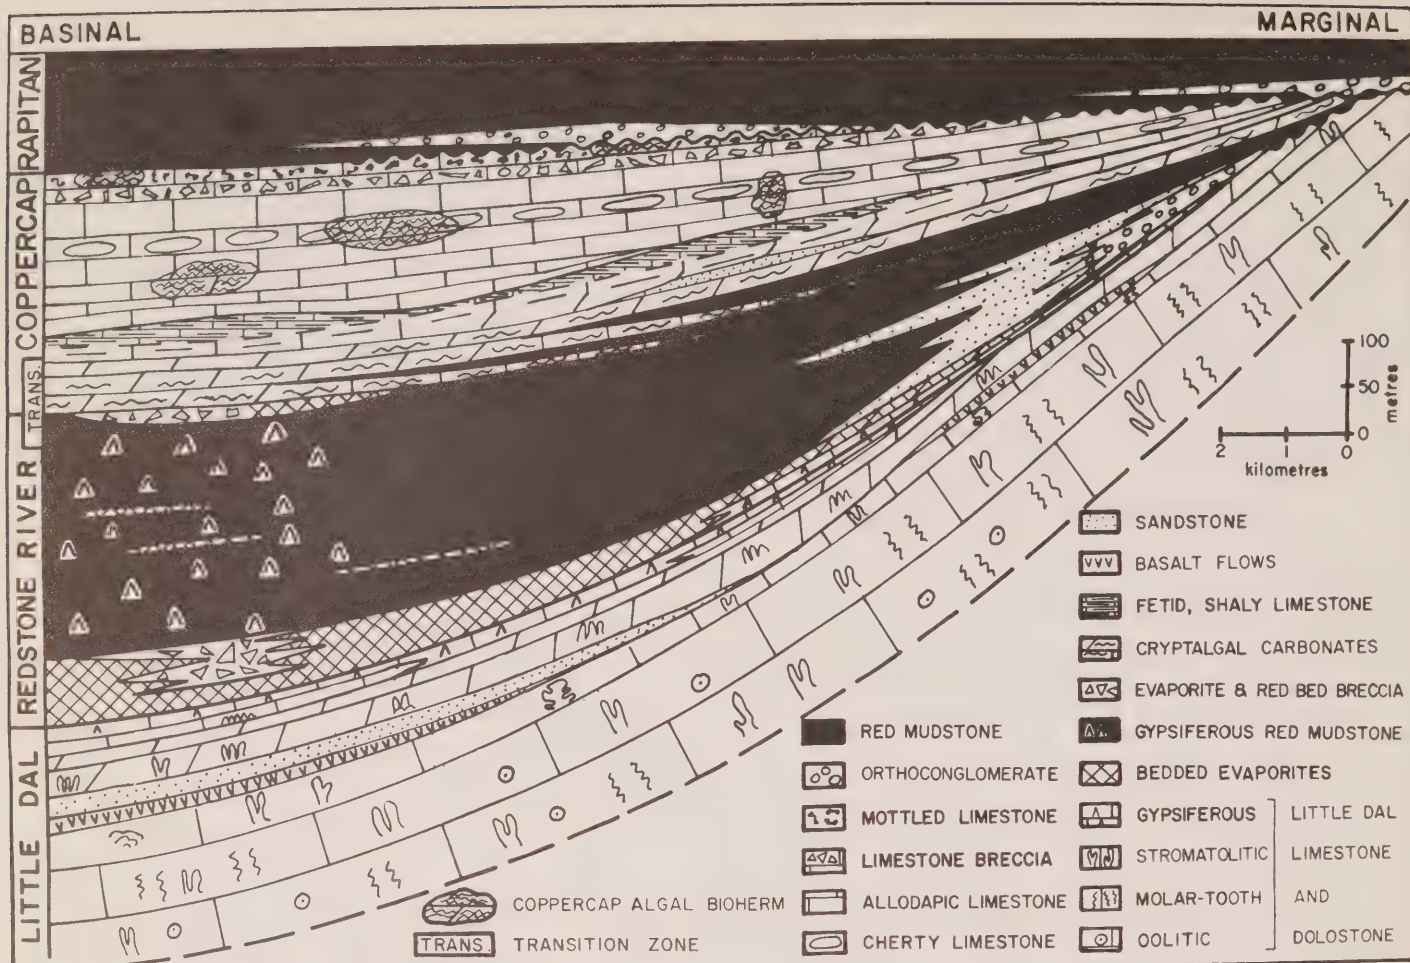 BASINAL
MARGINAL
RAPITAN
COPPERCAP
TRANS.
REDSTONE RIVER
LITTLE DAL
100
50
0
metres
2 1 0
kilometres
SANDSTONE
BASALT FLOWS
FETID, SHALY LIMESTONE
CRYPTALGAL CARBONATES
EVAPORITE & RED BED BRECCIA
RED MUDSTONE
GYPSIFEROUS RED MUDSTONE
ORTHOCONGLOMERATE
BEDDED EVAPORITES
MOTTLED LIMESTONE
GYPSIFEROUS
LITTLE DAL
LIMESTONE BRECCIA
STROMATOLITIC
LIMESTONE
COPPERCAP ALGAL BIOHERM
ALLODAPIC LIMESTONE
MOLAR-TOOTH
AND
TRANS. TRANSITION ZONE
CHERTY LIMESTONE
OOLITIC
DOLOSTONE